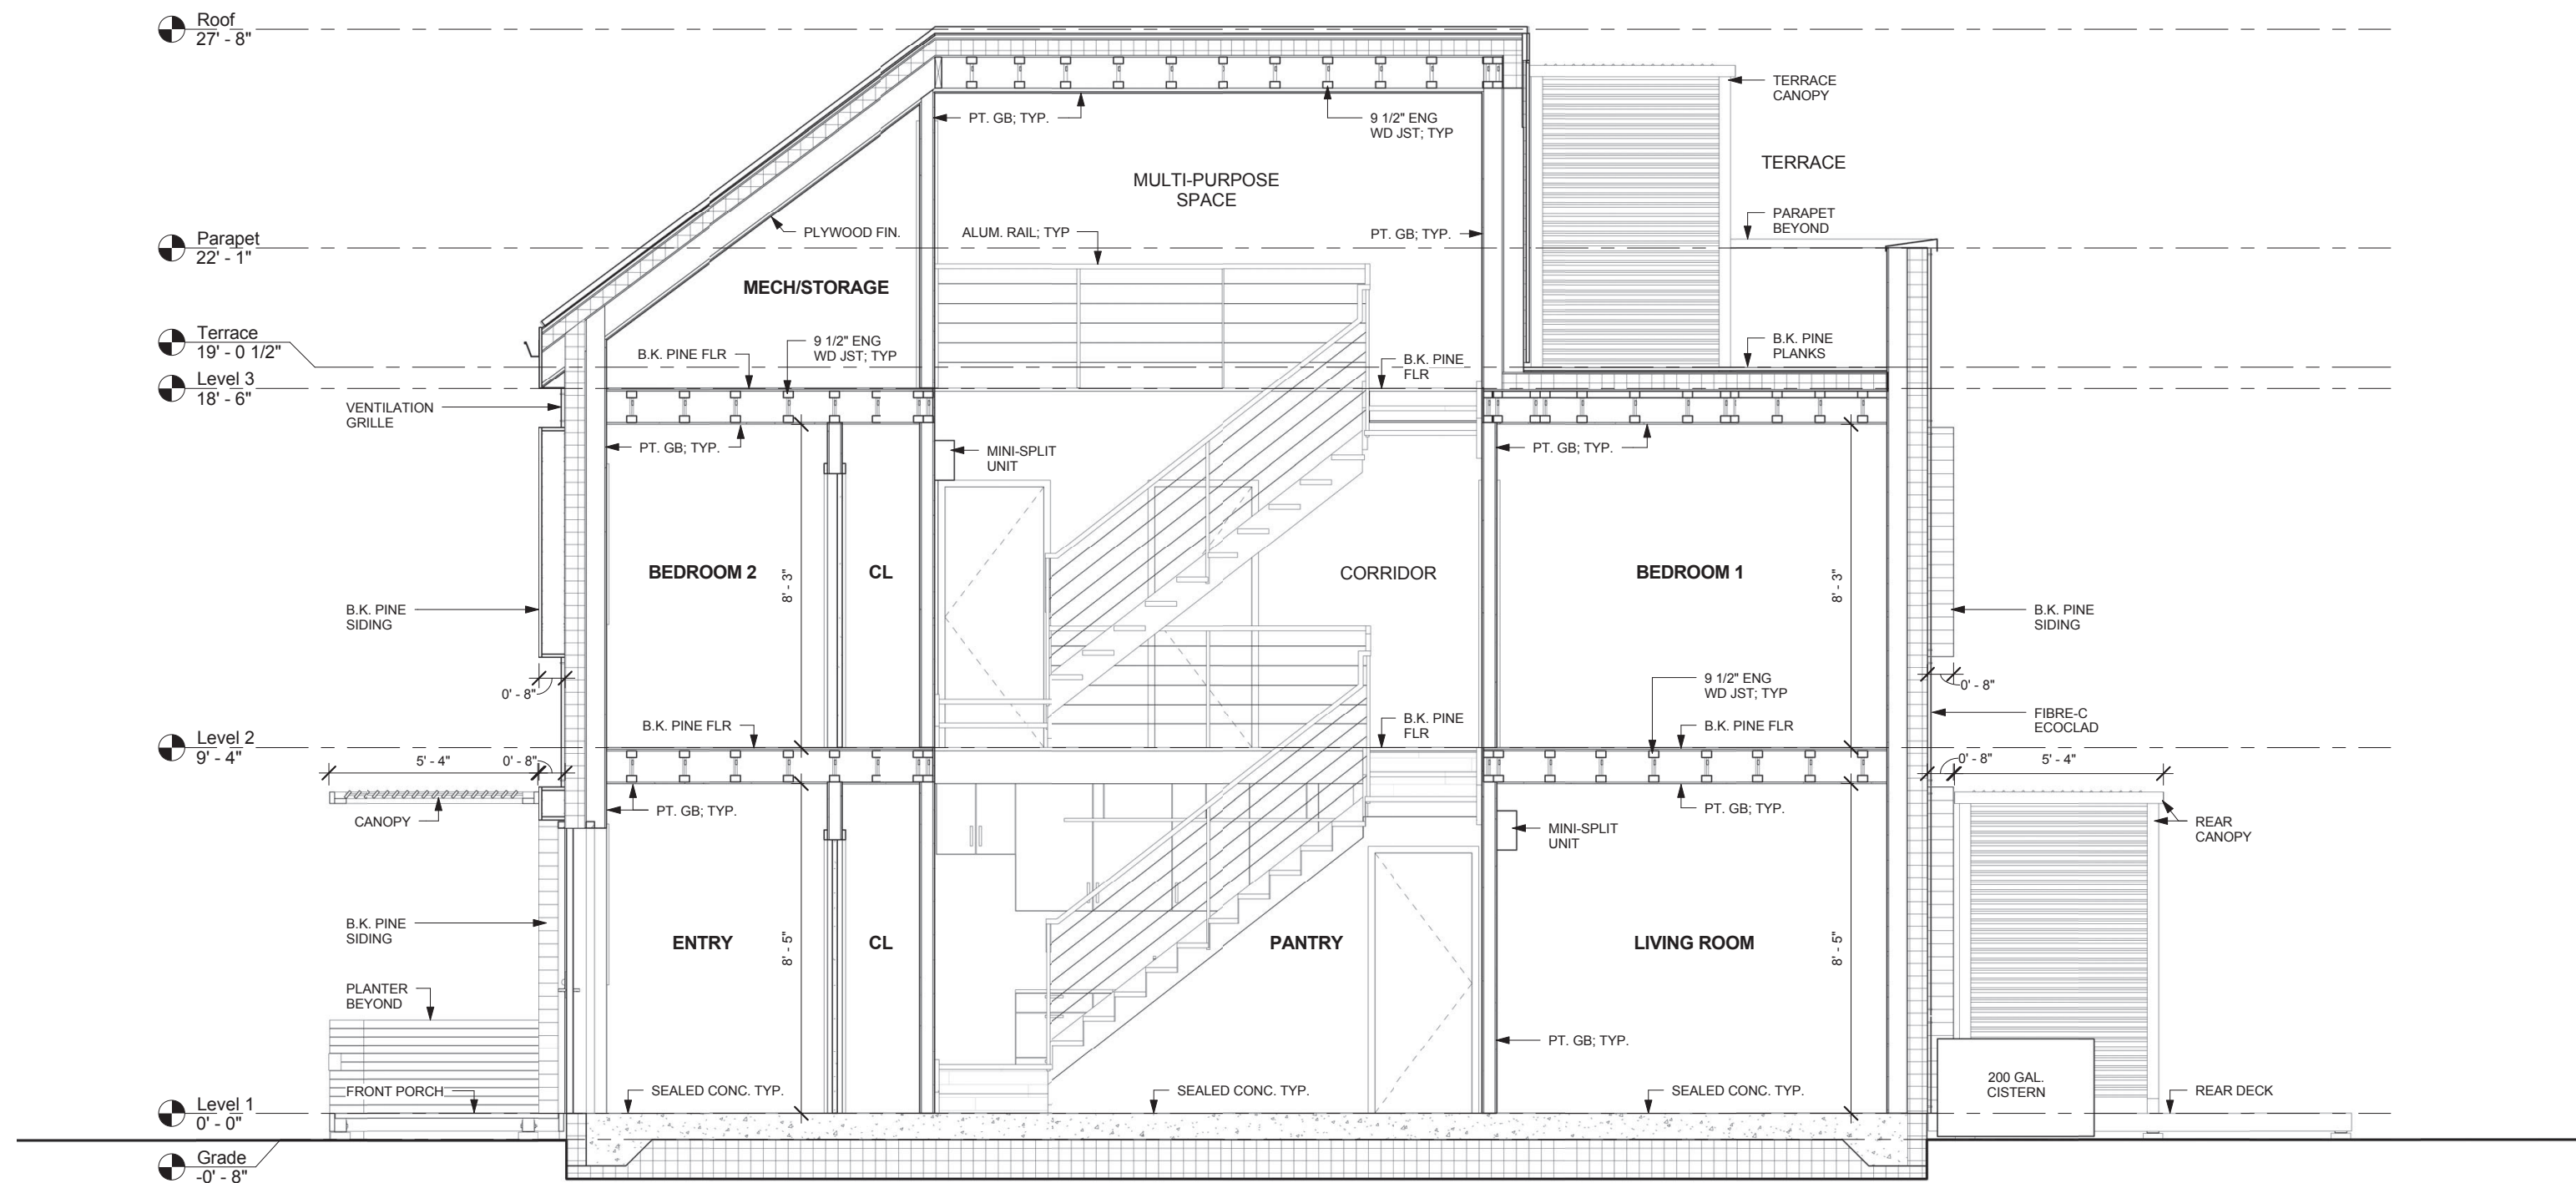 Roof
27' - 8"
TERRACE
CANOPY
PT. GB; TYP.
9 1/2" ENG
WD JST; TYP
TERRACE
MULTI-PURPOSE
SPACE
PARAPET
BEYOND
PLYWOOD FIN.
ALUM. RAIL; TYP
PT. GB; TYP.
Parapet
22' - 1"
MECH/STORAGE
Terrace
19' - 0 1/2"
B.K. PINE FLR
9 1/2" ENG
WD JST; TYP
B.K. PINE
FLR
B.K. PINE
PLANKS
Level 3
18' - 6"
VENTILATION
GRILLE
PT. GB; TYP.
MINI-SPLIT
UNIT
PT. GB; TYP.
BEDROOM 2
8' - 3"
CL
CORRIDOR
BEDROOM 1
8' - 3"
B.K. PINE
SIDING
B.K. PINE
SIDING
0' - 8"
9 1/2" ENG
WD JST; TYP
0' - 8"
B.K. PINE FLR
B.K. PINE
FLR
B.K. PINE FLR
FIBRE-C
ECOCLAD
Level 2
9' - 4"
5' - 4"
0' - 8"
0' - 8"
5' - 4"
CANOPY
PT. GB; TYP.
PT. GB; TYP.
MINI-SPLIT
UNIT
REAR
CANOPY
B.K. PINE
SIDING
ENTRY
8' - 5"
CL
PANTRY
LIVING ROOM
8' - 5"
PLANTER
BEYOND
PT. GB; TYP.
FRONT PORCH
SEALED CONC. TYP.
SEALED CONC. TYP.
SEALED CONC. TYP.
200 GAL.
CISTERN
REAR DECK
Level 1
0' - 0"
Grade
-0' - 8"